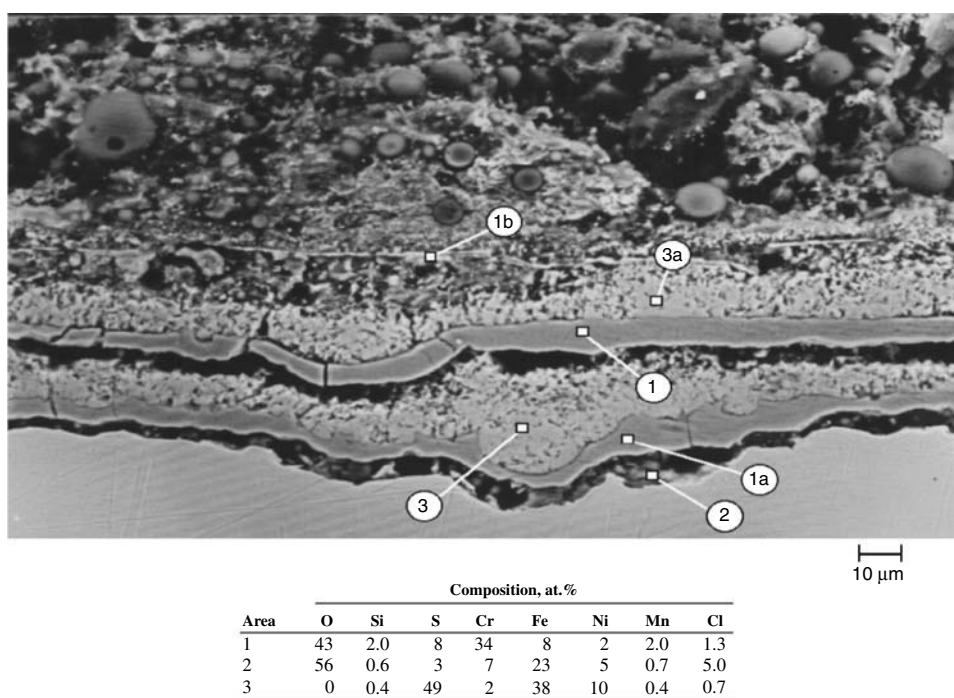 1b
3a
1
3
1a
2
10 μm
Composition, at.%
Area O Si S Cr Fe Ni Mn Cl
1 43 2.0 8 34 8 2 2.0 1.3
2 56 0.6 3 7 23 5 0.7 5.0
3 0 0.4 49 2 38 10 0.4 0.7